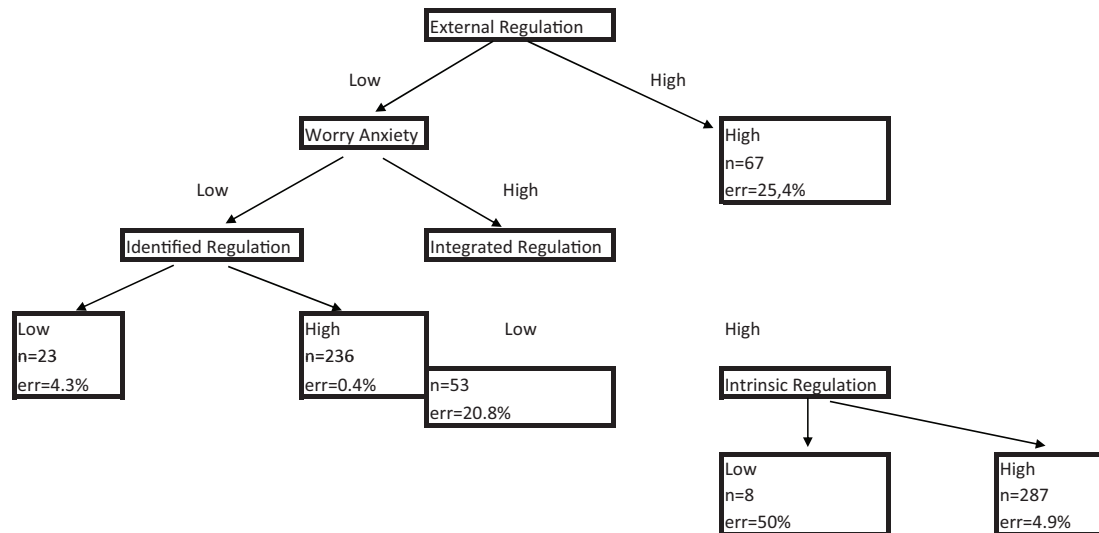 External Regulation
Low
High
Worry Anxiety
High
n=67
err=25,4%
Low
High
Identified Regulation
Integrated Regulation
Low
n=23
err=4.3%
High
n=236
err=0.4%
Low
High
n=53
err=20.8%
Intrinsic Regulation
Low
n=8
err=50%
High
n=287
err=4.9%